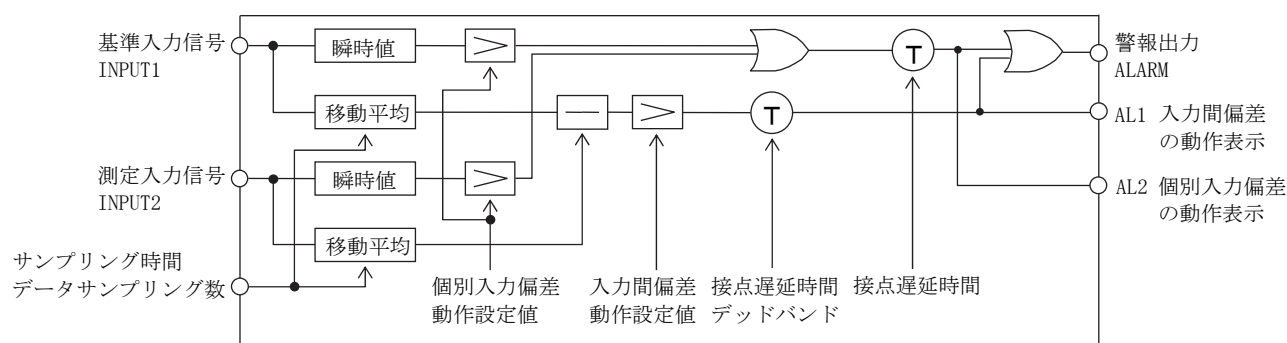 基準入力信号
INPUT1
瞬時値
>
T
警報出力
ALARM
移動平均
—
>
T
AL1 入力間偏差
の動作表示
測定入力信号
INPUT2
瞬時値
>
AL2 個別入力偏差
の動作表示
移動平均
サンプリング時間
データサンプリング数
個別入力偏差
動作設定値
入力間偏差
動作設定値
接点遅延時間
デッドバンド
接点遅延時間